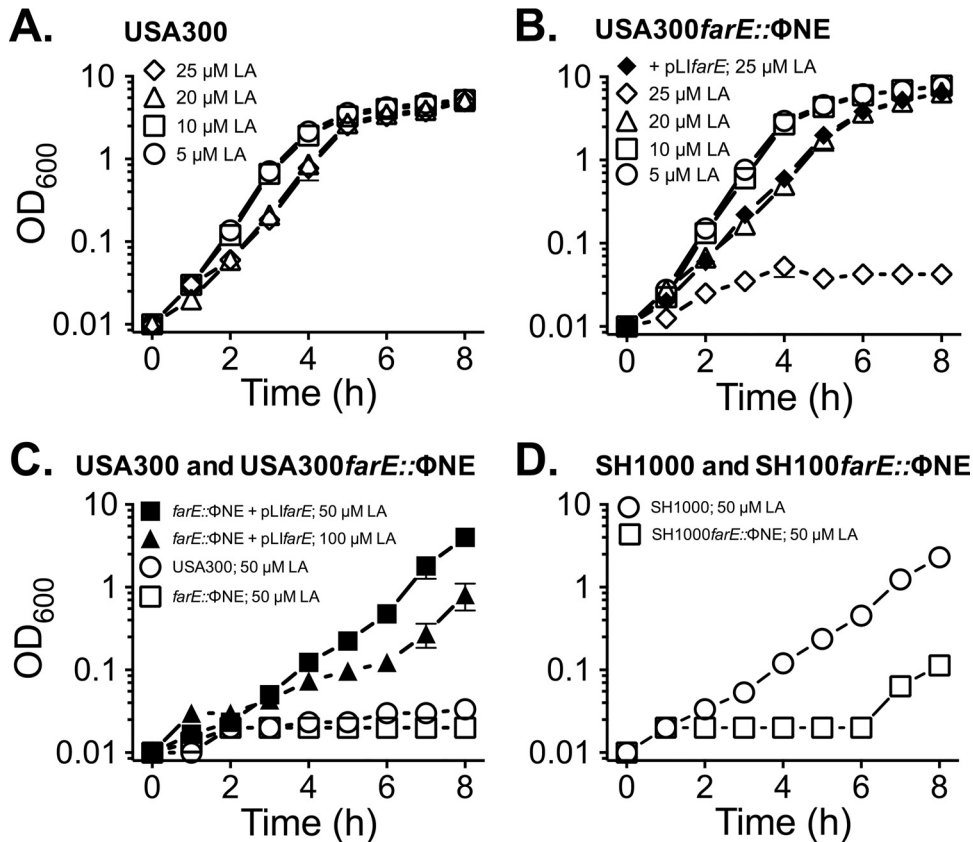 A.
USA300
25 µM LA
20 µM LA
10 µM LA
5 µM LA
10
1
0.1
0.01
OD600
0 2 4 6 8
Time (h)
B.
USA300farE::ΦNE
+ pLIfarE; 25 µM LA
25 µM LA
20 µM LA
10 µM LA
5 µM LA
10
1
0.1
0.01
0 2 4 6 8
Time (h)
C.
USA300 and USA300farE::ΦNE
farE::ΦNE + pLIfarE; 50 µM LA
farE::ΦNE + pLIfarE; 100 µM LA
USA300; 50 µM LA
farE::ΦNE; 50 µM LA
10
1
0.1
0.01
OD600
0 2 4 6 8
Time (h)
D.
SH1000 and SH100farE::ΦNE
SH1000; 50 µM LA
SH1000farE::ΦNE; 50 µM LA
10
1
0.1
0.01
0 2 4 6 8
Time (h)